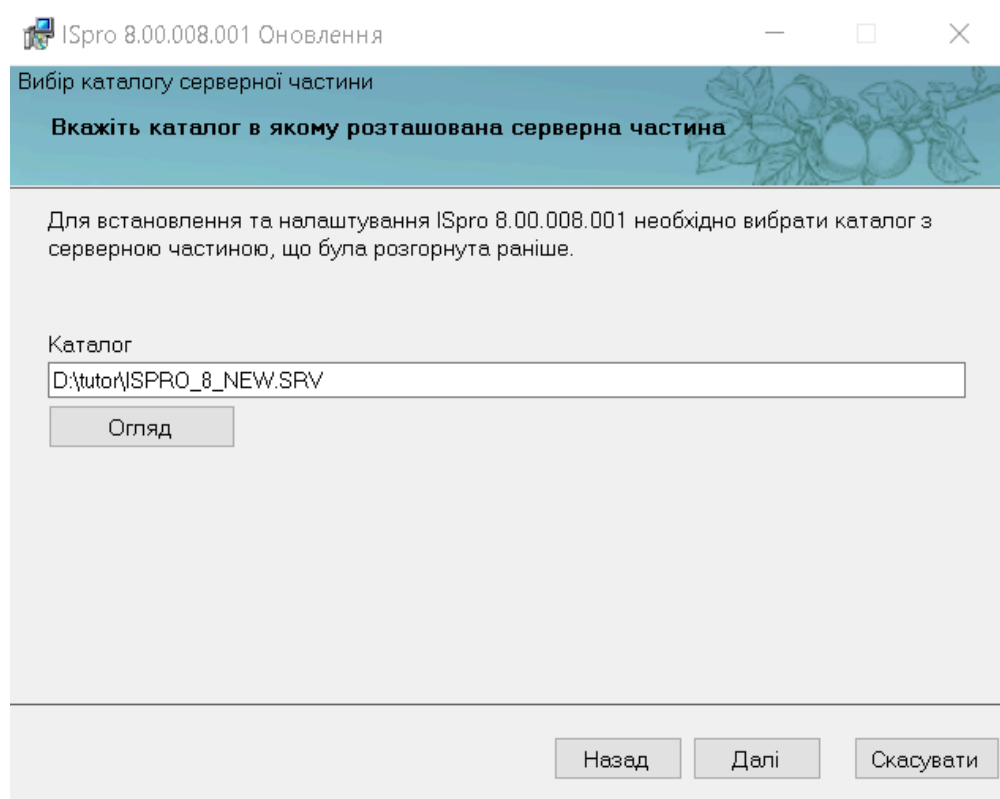 ISpro 8.00.008.001 Оновлення
Вибір каталогу серверної частини
Вкажіть каталог в якому розташована серверна частина
Для встановлення та налаштування ISpro 8.00.008.001 необхідно вибрати каталог з
серверною частиною, що була розгорнута раніше.
Каталог
D:\tutor\ISPRO_8_NEW.SRV
Огляд
Назад Далі Скасувати